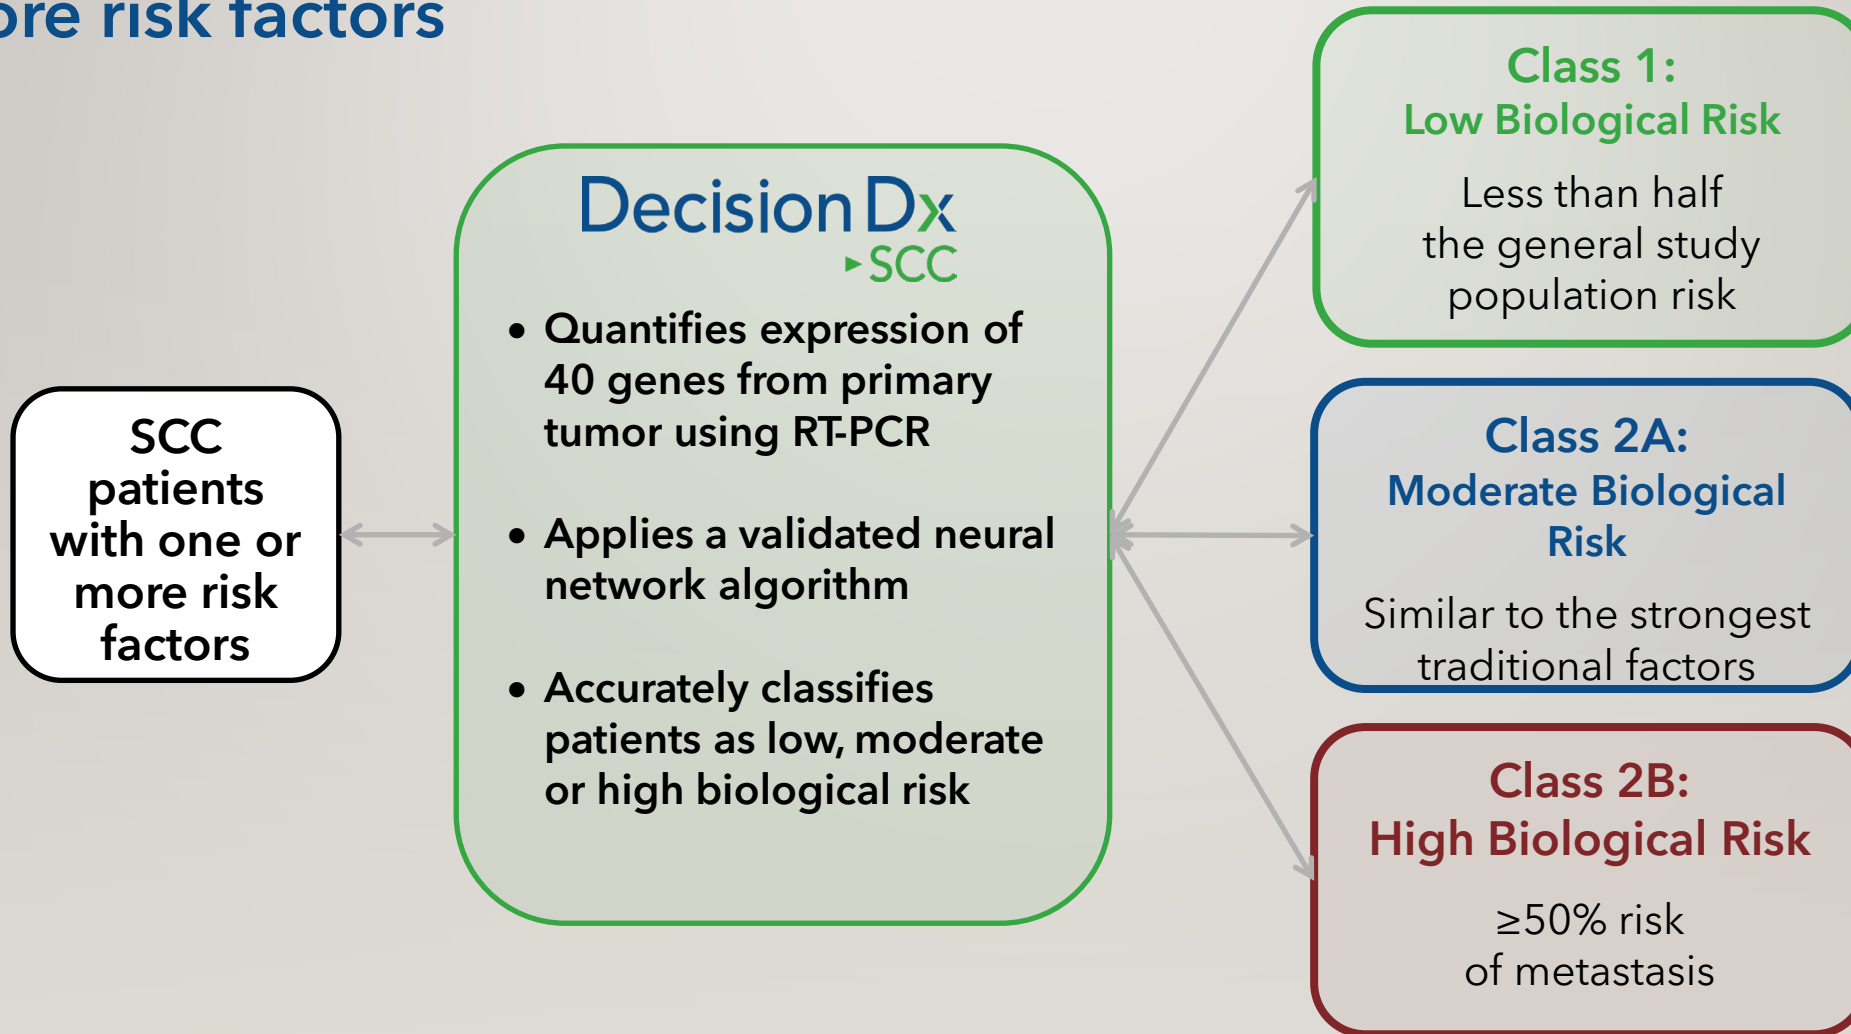 risk factors
SCC
patients
with one or
more risk
factors
DecisionDx
SCC
• Quantifies expression of
40 genes from primary
tumor using RT-PCR
• Applies a validated neural
network algorithm
• Accurately classifies
patients as low, moderate
or high biological risk
Class 1:
Low Biological Risk
Less than half
the general study
population risk
Class 2A:
Moderate Biological
Risk
Similar to the strongest
traditional factors
Class 2B:
High Biological Risk
≥50% risk
of metastasis